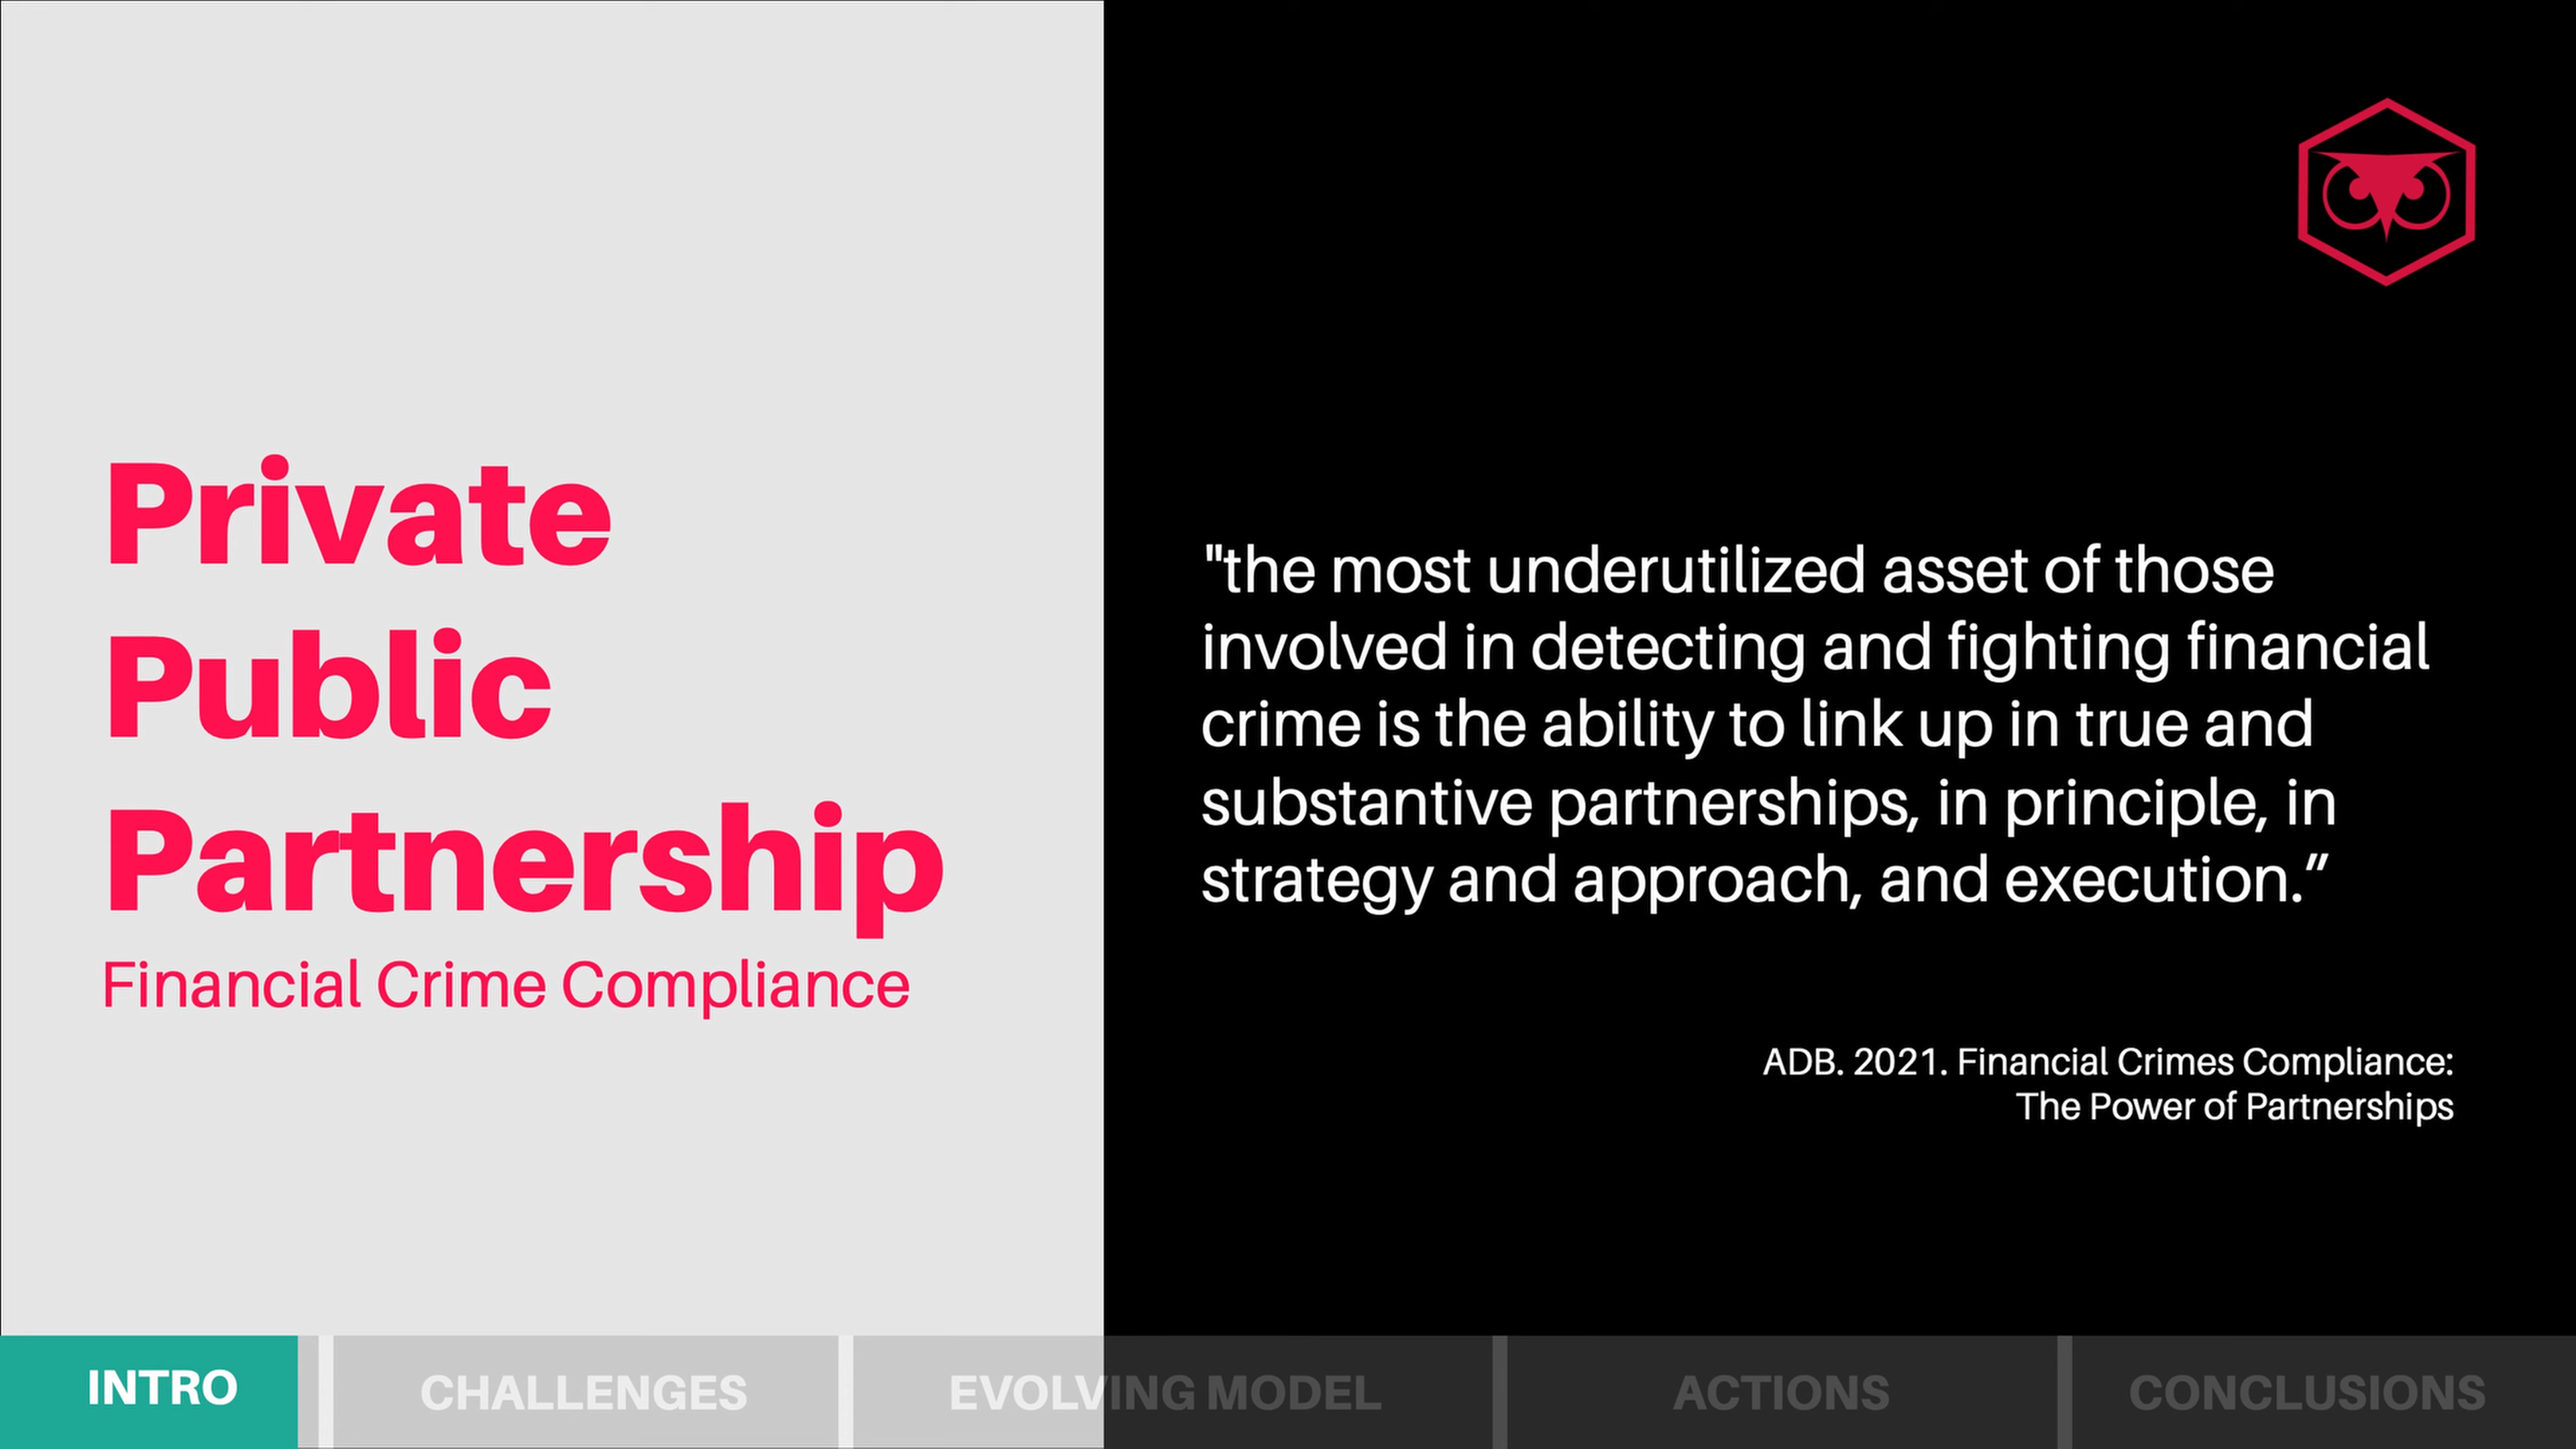 Private
Public
Partnership
Financial Crime Compliance
"the most underutilized asset of those
involved in detecting and fighting financial
crime is the ability to link up in true and
substantive partnerships, in principle, in
strategy and approach, and execution.”
ADB. 2021. Financial Crimes Compliance:
The Power of Partnerships
INTRO
CHALLENGES
EVOLVING MODEL
ACTIONS
CONCLUSIONS